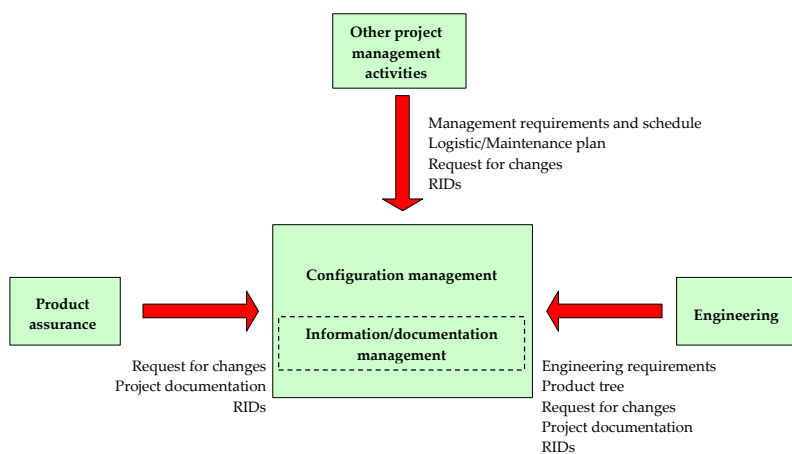 Other project
management
activities
Management requirements and schedule
Logistic/Maintenance plan
Request for changes
RIDs
Configuration management
Information/documentation
management
Product
assurance
Request for changes
Project documentation
RIDs
Engineering
Engineering requirements
Product tree
Request for changes
Project documentation
RIDs